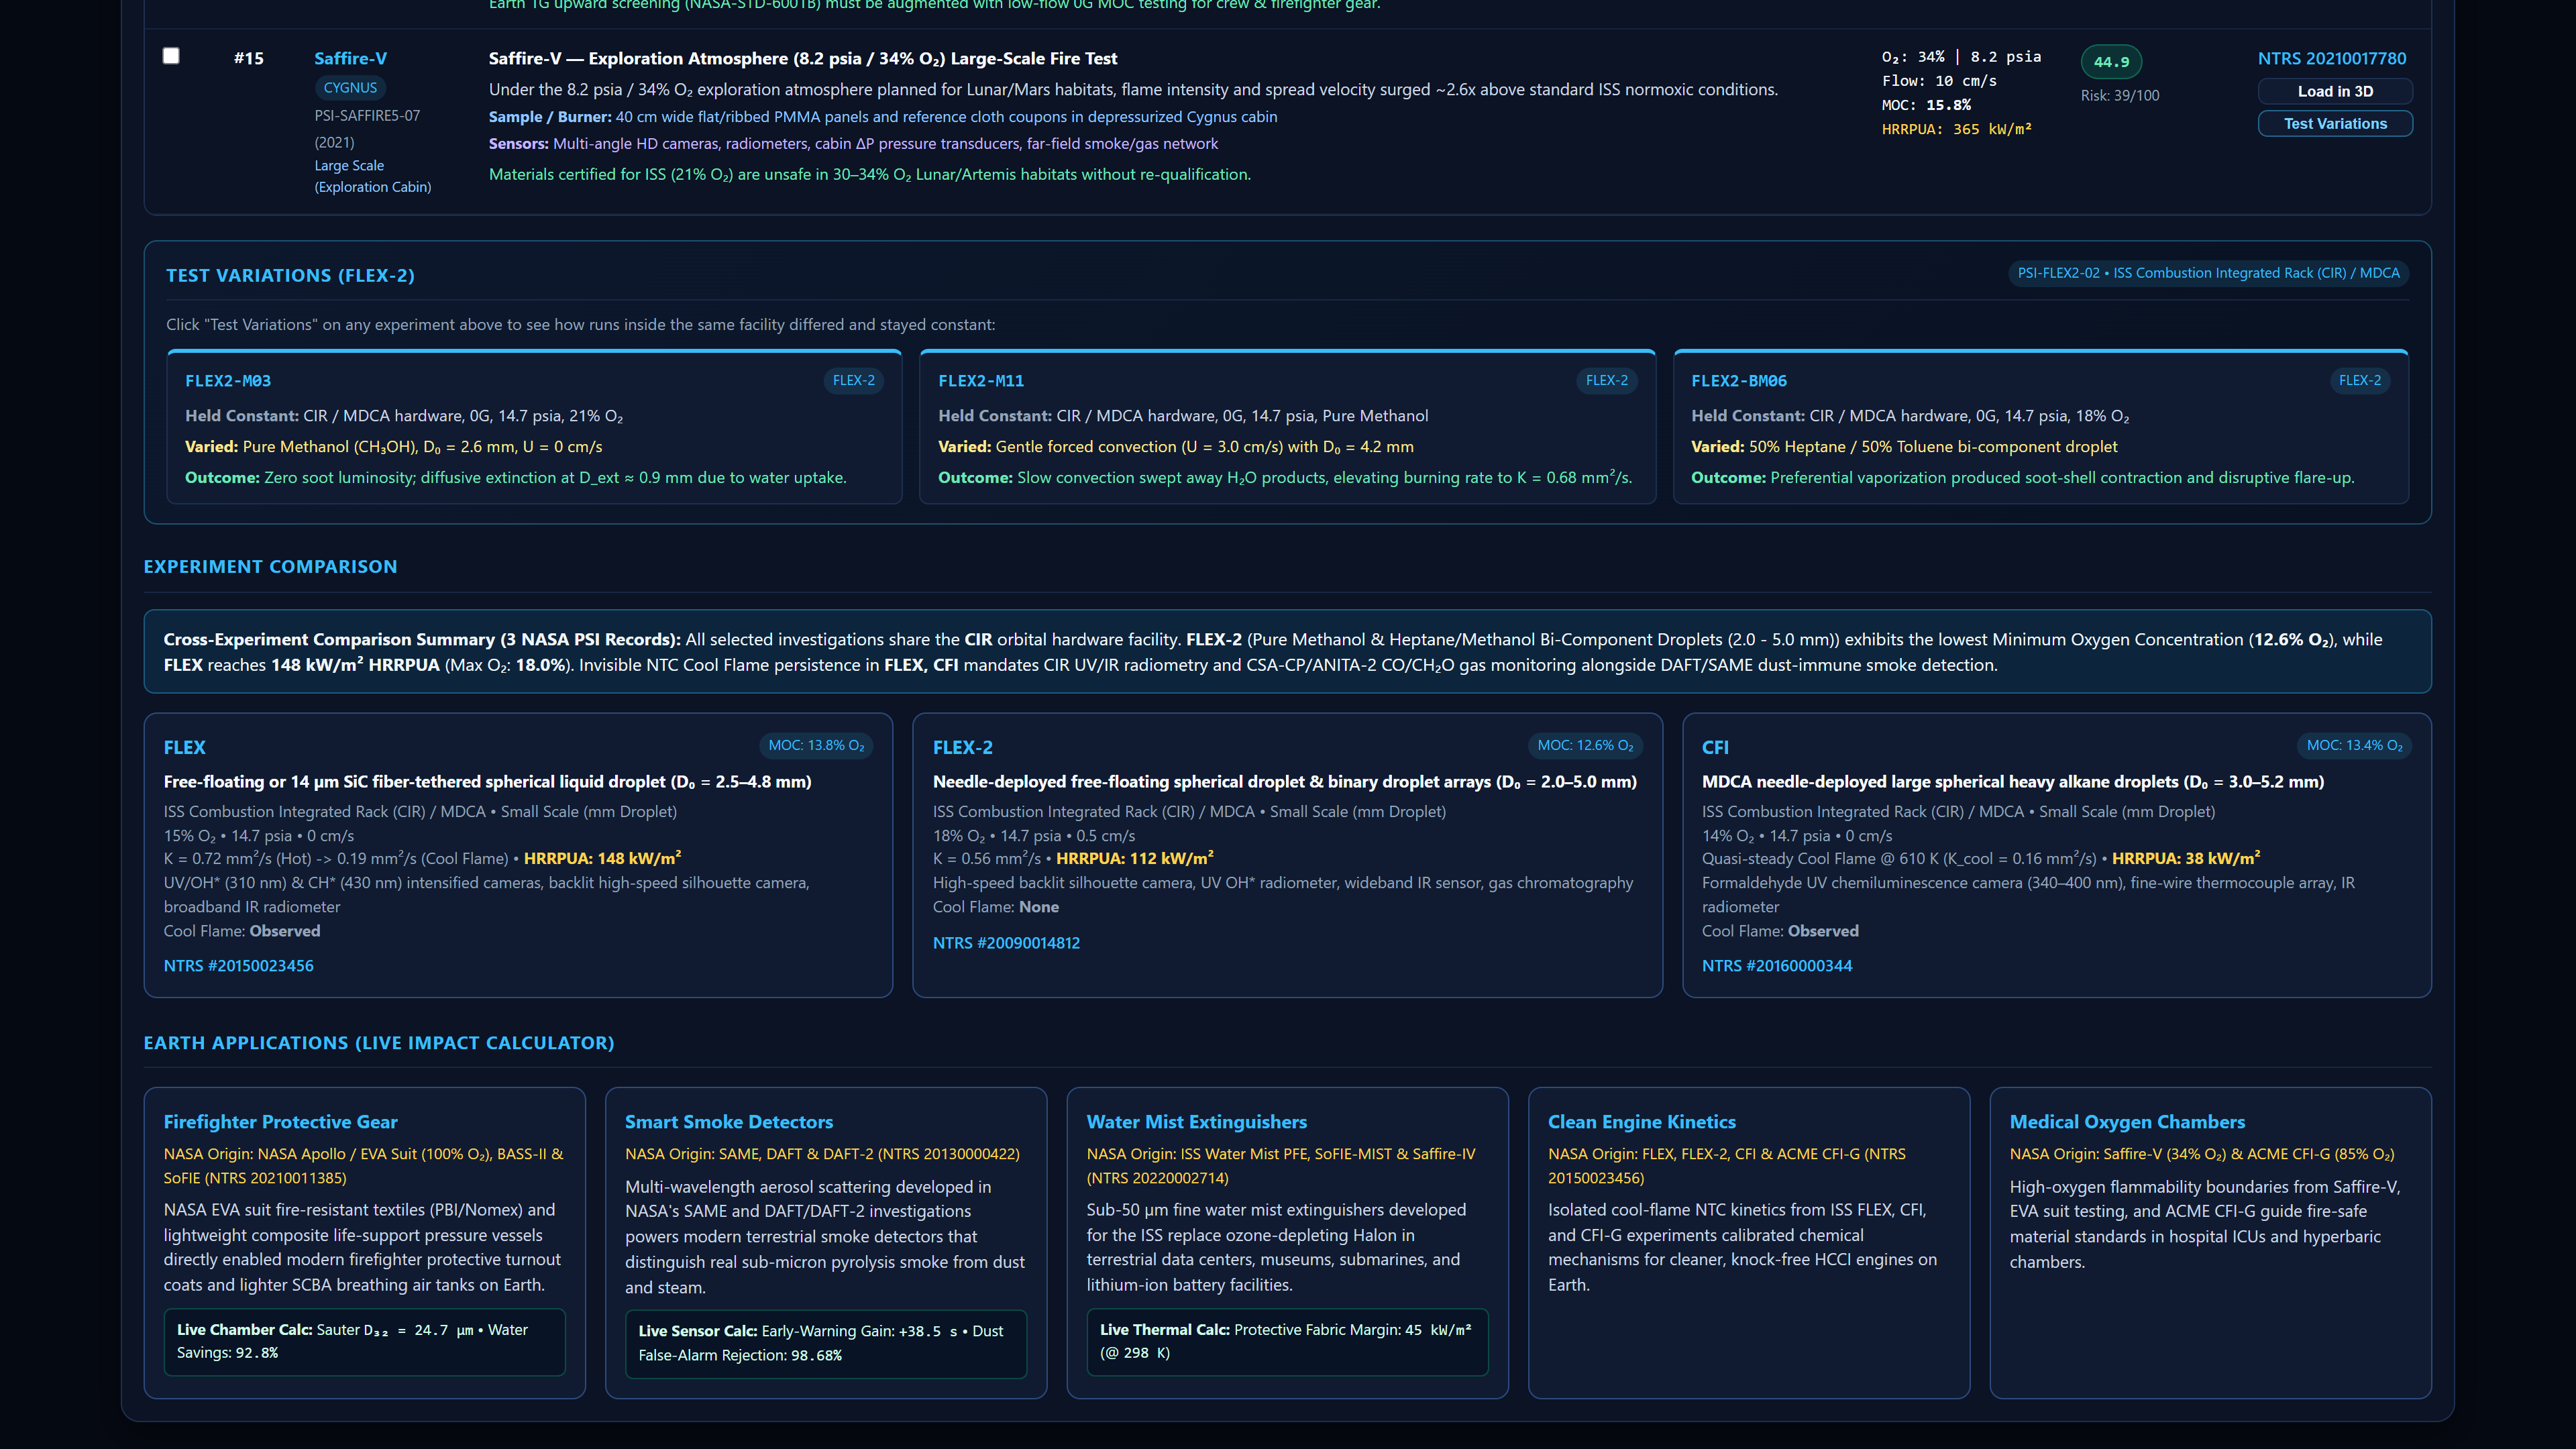 Earth 1G upward screening (NASA-STD-6001B) must be augmented with low-flow 0G MOC testing for crew & firefighter gear.
#15
Saffire-V
CYGNUS
PSI-SAFFIRE5-07
(2021)
Large Scale
(Exploration Cabin)
Saffire-V — Exploration Atmosphere (8.2 psia / 34% O₂) Large-Scale Fire Test
Under the 8.2 psia / 34% O₂ exploration atmosphere planned for Lunar/Mars habitats, flame intensity and spread velocity surged ~2.6x above standard ISS normoxic conditions.
Sample / Burner: 40 cm wide flat/ribbed PMMA panels and reference cloth coupons in depressurized Cygnus cabin
Sensors: Multi-angle HD cameras, radiometers, cabin ΔP pressure transducers, far-field smoke/gas network
Materials certified for ISS (21% O₂) are unsafe in 30–34% O₂ Lunar/Artemis habitats without re-qualification.
O₂: 34% | 8.2 psia
Flow: 10 cm/s
MOC: 15.8%
HRRPUA: 365 kW/m²
44.9
Risk: 39/100
NTRS 20210017780
Load in 3D
Test Variations
TEST VARIATIONS (FLEX-2)
PSI-FLEX2-02 • ISS Combustion Integrated Rack (CIR) / MDCA
Click "Test Variations" on any experiment above to see how runs inside the same facility differed and stayed constant:
FLEX2-M03
FLEX-2
Held Constant: CIR / MDCA hardware, 0G, 14.7 psia, 21% O₂
Varied: Pure Methanol (CH₃OH), D₀ = 2.6 mm, U = 0 cm/s
Outcome: Zero soot luminosity; diffusive extinction at D_ext ≈ 0.9 mm due to water uptake.
FLEX2-M11
FLEX-2
Held Constant: CIR / MDCA hardware, 0G, 14.7 psia, Pure Methanol
Varied: Gentle forced convection (U = 3.0 cm/s) with D₀ = 4.2 mm
Outcome: Slow convection swept away H₂O products, elevating burning rate to K = 0.68 mm²/s.
FLEX2-BM06
FLEX-2
Held Constant: CIR / MDCA hardware, 0G, 14.7 psia, 18% O₂
Varied: 50% Heptane / 50% Toluene bi-component droplet
Outcome: Preferential vaporization produced soot-shell contraction and disruptive flare-up.
EXPERIMENT COMPARISON
Cross-Experiment Comparison Summary (3 NASA PSI Records): All selected investigations share the CIR orbital hardware facility. FLEX-2 (Pure Methanol & Heptane/Methanol Bi-Component Droplets (2.0 - 5.0 mm)) exhibits the lowest Minimum Oxygen Concentration (12.6% O₂), while
FLEX reaches 148 kW/m² HRRPUA (Max O₂: 18.0%). Invisible NTC Cool Flame persistence in FLEX, CFI mandates CIR UV/IR radiometry and CSA-CP/ANITA-2 CO/CH₂O gas monitoring alongside DAFT/SAME dust-immune smoke detection.
FLEX
MOC: 13.8% O₂
Free-floating or 14 µm SiC fiber-tethered spherical liquid droplet (D₀ = 2.5–4.8 mm)
ISS Combustion Integrated Rack (CIR) / MDCA • Small Scale (mm Droplet)
15% O₂ • 14.7 psia • 0 cm/s
K = 0.72 mm²/s (Hot) -> 0.19 mm²/s (Cool Flame) • HRRPUA: 148 kW/m²
UV/OH* (310 nm) & CH* (430 nm) intensified cameras, backlit high-speed silhouette camera,
broadband IR radiometer
Cool Flame: Observed
NTRS #20150023456
FLEX-2
MOC: 12.6% O₂
Needle-deployed free-floating spherical droplet & binary droplet arrays (D₀ = 2.0–5.0 mm)
ISS Combustion Integrated Rack (CIR) / MDCA • Small Scale (mm Droplet)
18% O₂ • 14.7 psia • 0.5 cm/s
K = 0.56 mm²/s • HRRPUA: 112 kW/m²
High-speed backlit silhouette camera, UV OH* radiometer, wideband IR sensor, gas chromatography
Cool Flame: None
NTRS #20090014812
CFI
MOC: 13.4% O₂
MDCA needle-deployed large spherical heavy alkane droplets (D₀ = 3.0–5.2 mm)
ISS Combustion Integrated Rack (CIR) / MDCA • Small Scale (mm Droplet)
14% O₂ • 14.7 psia • 0 cm/s
Quasi-steady Cool Flame @ 610 K (K_cool = 0.16 mm²/s) • HRRPUA: 38 kW/m²
Formaldehyde UV chemiluminescence camera (340–400 nm), fine-wire thermocouple array, IR
radiometer
Cool Flame: Observed
NTRS #20160000344
EARTH APPLICATIONS (LIVE IMPACT CALCULATOR)
Firefighter Protective Gear
NASA Origin: NASA Apollo / EVA Suit (100% O₂), BASS-II &
SoFIE (NTRS 20210011385)
NASA EVA suit fire-resistant textiles (PBI/Nomex) and
lightweight composite life-support pressure vessels
directly enabled modern firefighter protective turnout
coats and lighter SCBA breathing air tanks on Earth.
Live Chamber Calc: Sauter D₃₂ = 24.7 µm • Water
Savings: 92.8%
Smart Smoke Detectors
NASA Origin: SAME, DAFT & DAFT-2 (NTRS 20130000422)
Multi-wavelength aerosol scattering developed in
NASA's SAME and DAFT/DAFT-2 investigations
powers modern terrestrial smoke detectors that
distinguish real sub-micron pyrolysis smoke from dust
and steam.
Live Sensor Calc: Early-Warning Gain: +38.5 s • Dust
False-Alarm Rejection: 98.68%
Water Mist Extinguishers
NASA Origin: ISS Water Mist PFE, SoFIE-MIST & Saffire-IV
(NTRS 20220002714)
Sub-50 µm fine water mist extinguishers developed
for the ISS replace ozone-depleting Halon in
terrestrial data centers, museums, submarines, and
lithium-ion battery facilities.
Live Thermal Calc: Protective Fabric Margin: 45 kW/m²
(@ 298 K)
Clean Engine Kinetics
NASA Origin: FLEX, FLEX-2, CFI & ACME CFI-G (NTRS
20150023456)
Isolated cool-flame NTC kinetics from ISS FLEX, CFI,
and CFI-G experiments calibrated chemical
mechanisms for cleaner, knock-free HCCI engines on
Earth.
Medical Oxygen Chambers
NASA Origin: Saffire-V (34% O₂) & ACME CFI-G (85% O₂)
High-oxygen flammability boundaries from Saffire-V,
EVA suit testing, and ACME CFI-G guide fire-safe
material standards in hospital ICUs and hyperbaric
chambers.